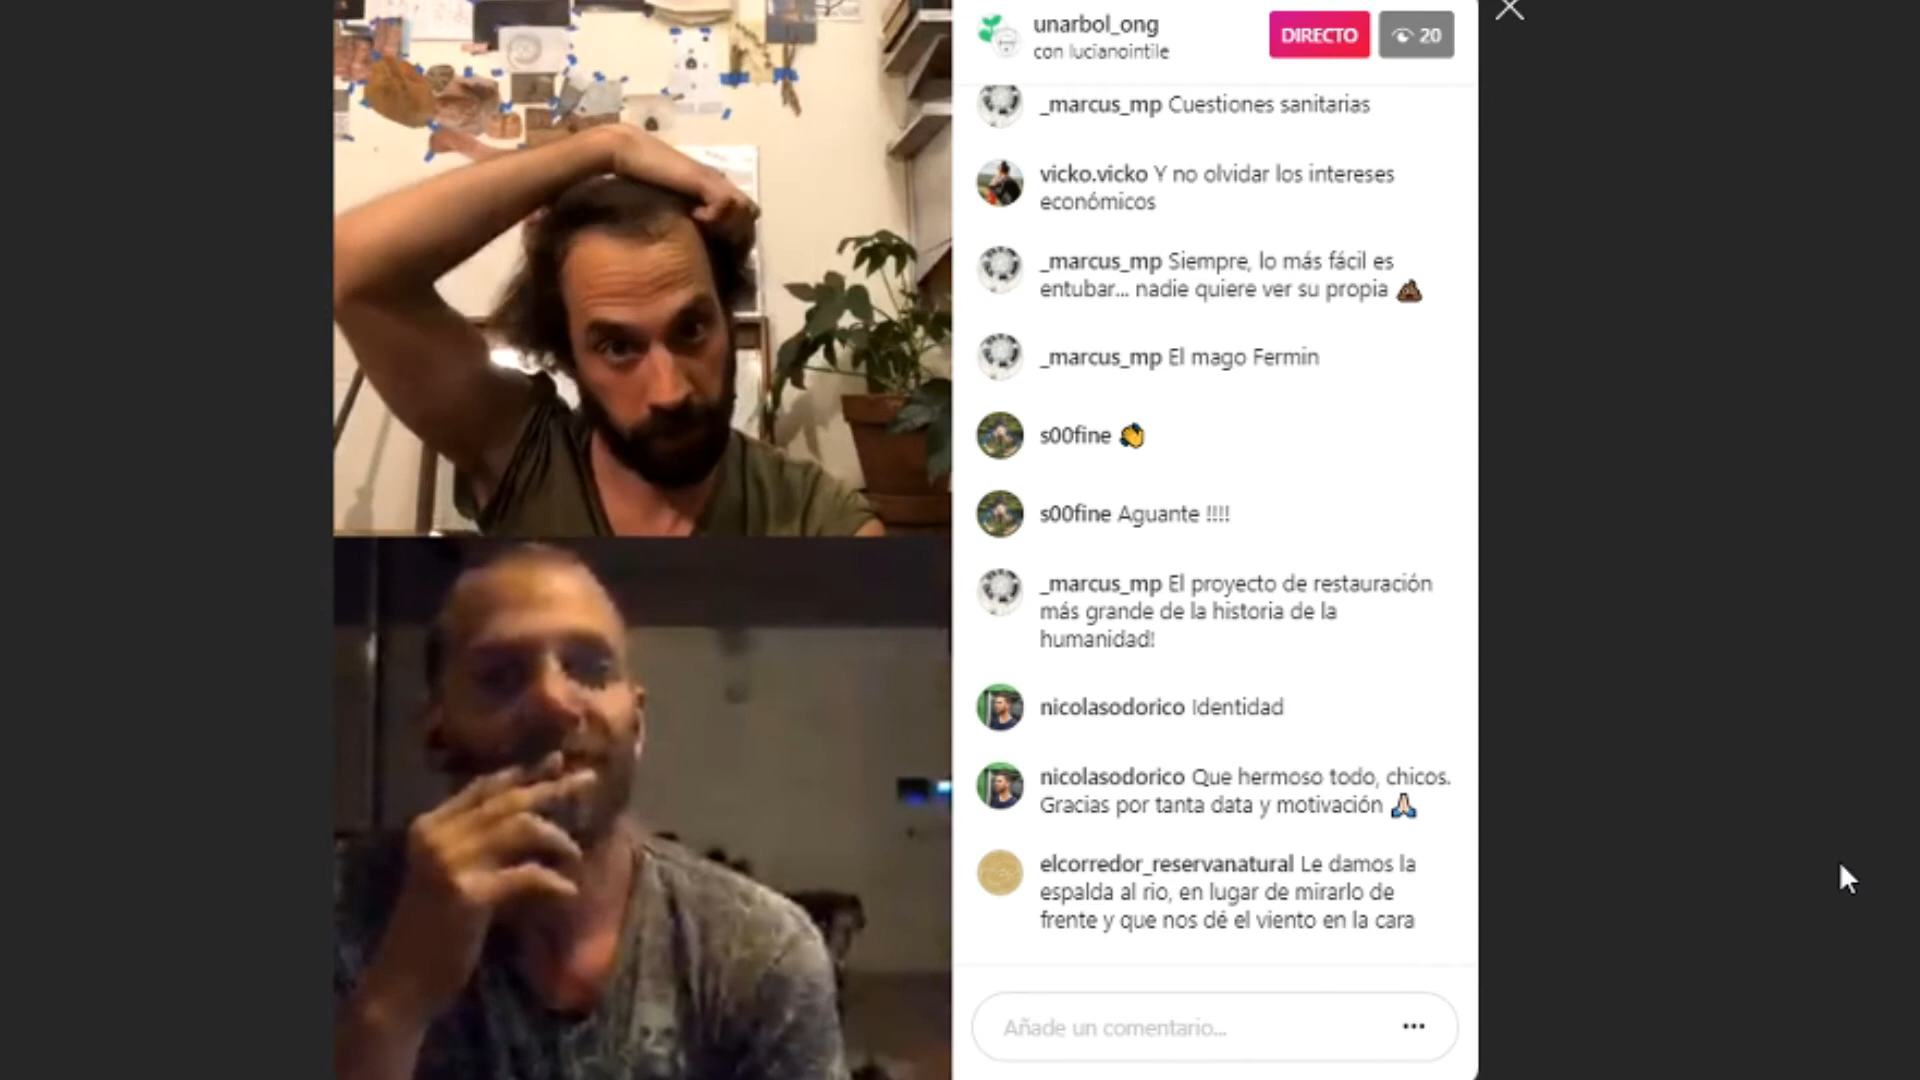 unarbol_ong
con lucianointile
DIRECTO
20
_marcus_mp Cuestiones sanitarias
vicko.vicko Y no olvidar los intereses
económicos
_marcus_mp Siempre, lo más fácil es
entubar... nadie quiere ver su propia 💩
_marcus_mp El mago Fermin
s00fine 👏
s00fine Aguante !!!!
_marcus_mp El proyecto de restauración
más grande de la historia de la
humanidad!
nicolasodorico Identidad
nicolasodorico Que hermoso todo, chicos.
Gracias por tanta data y motivación 🙏🏻
elcorredor_reservanatural Le damos la
espalda al rio, en lugar de mirarlo de
frente y que nos dé el viento en la cara
Añade un comentario...